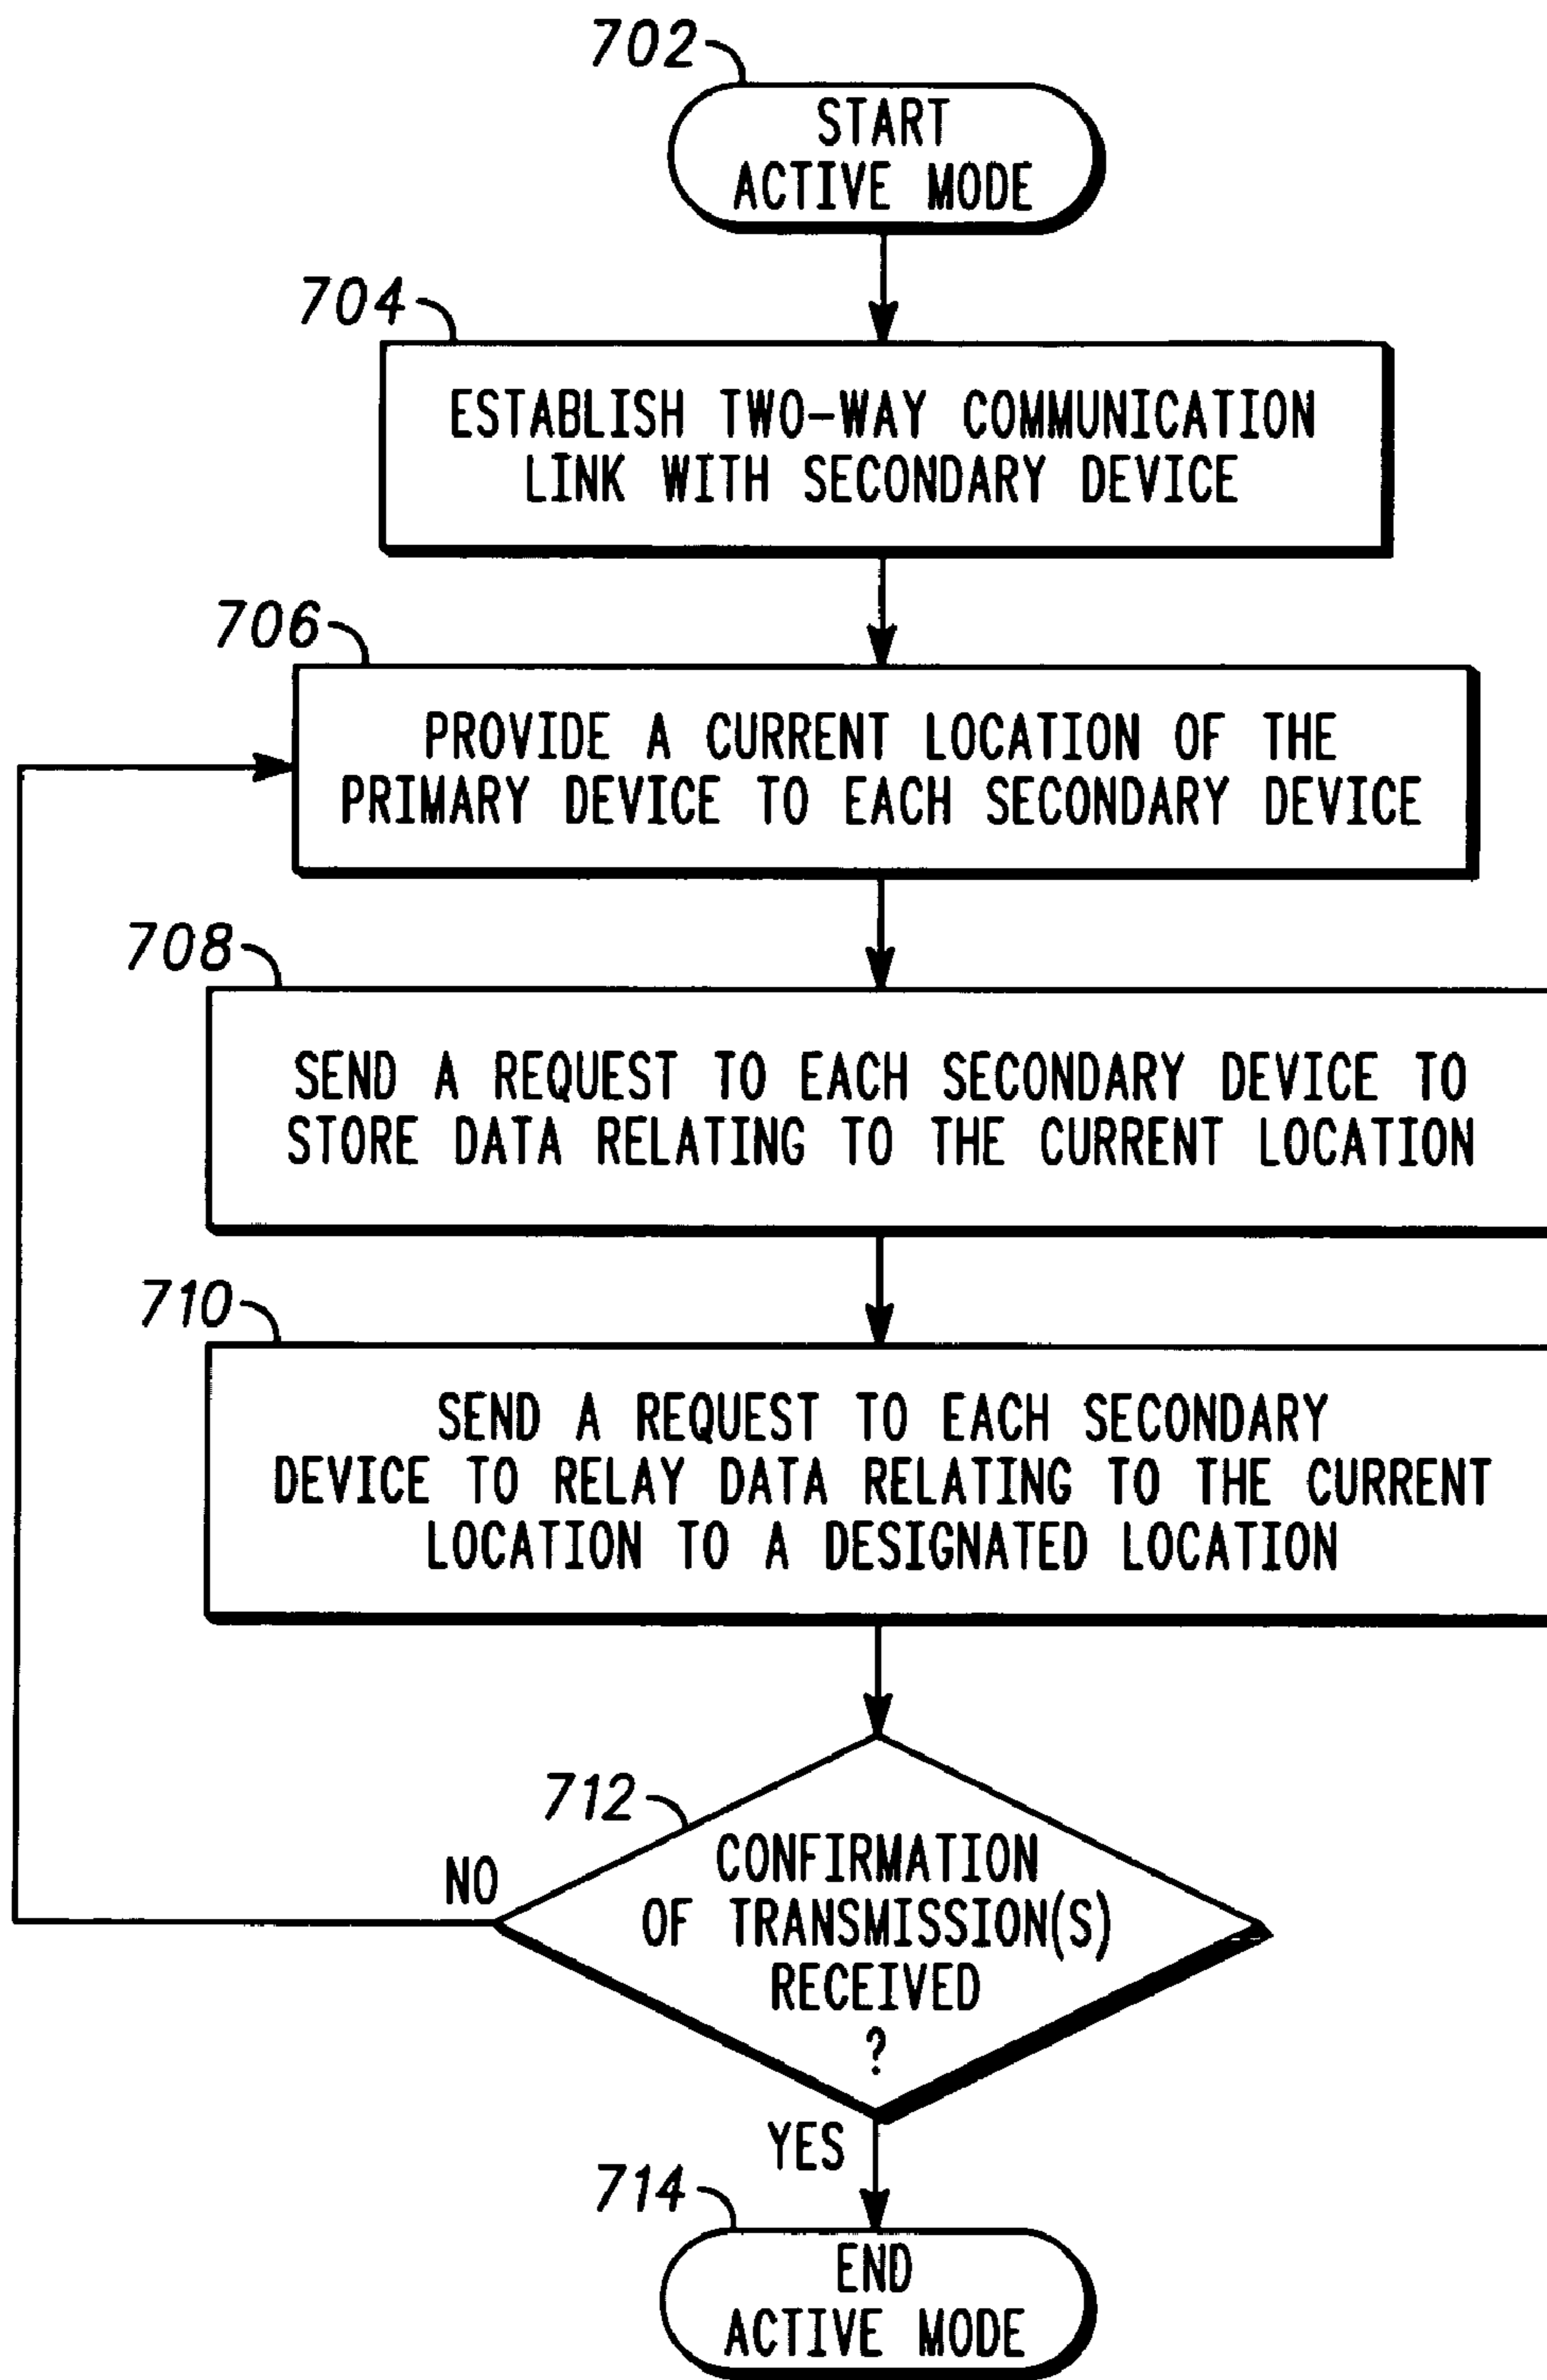 702
START
ACTIVE MODE
704
ESTABLISH TWO-WAY COMMUNICATION
LINK WITH SECONDARY DEVICE
706
PROVIDE A CURRENT LOCATION OF THE
PRIMARY DEVICE TO EACH SECONDARY DEVICE
708
SEND A REQUEST TO EACH SECONDARY DEVICE TO
STORE DATA RELATING TO THE CURRENT LOCATION
710
SEND A REQUEST TO EACH SECONDARY
DEVICE TO RELAY DATA RELATING TO THE CURRENT
LOCATION TO A DESIGNATED LOCATION
712
CONFIRMATION
OF TRANSMISSION(S)
RECEIVED
?
NO
YES
714
END
ACTIVE MODE